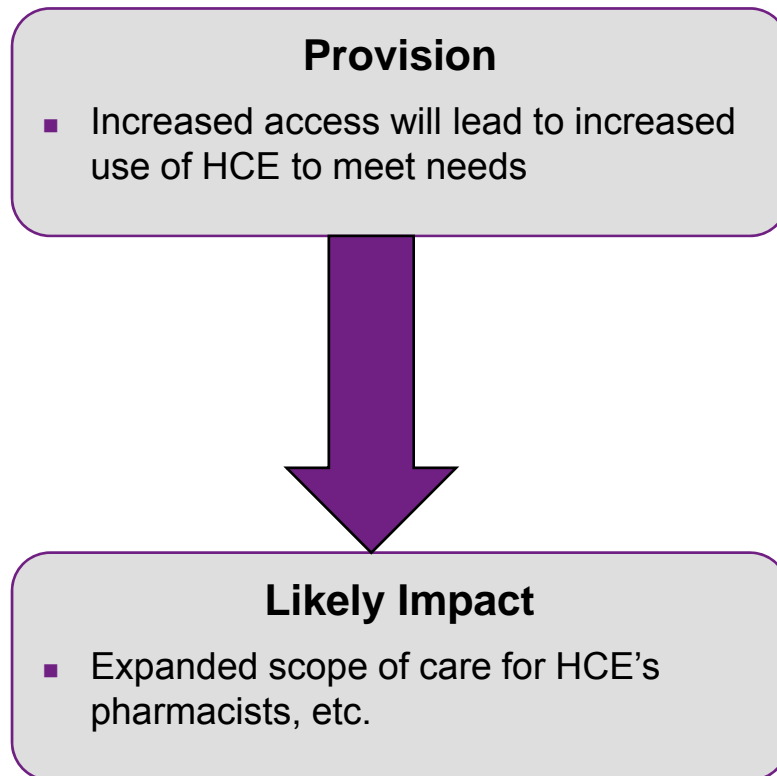 Provision
▪ Increased access will lead to increased
use of HCE to meet needs
Likely Impact
▪ Expanded scope of care for HCE's
pharmacists, etc.